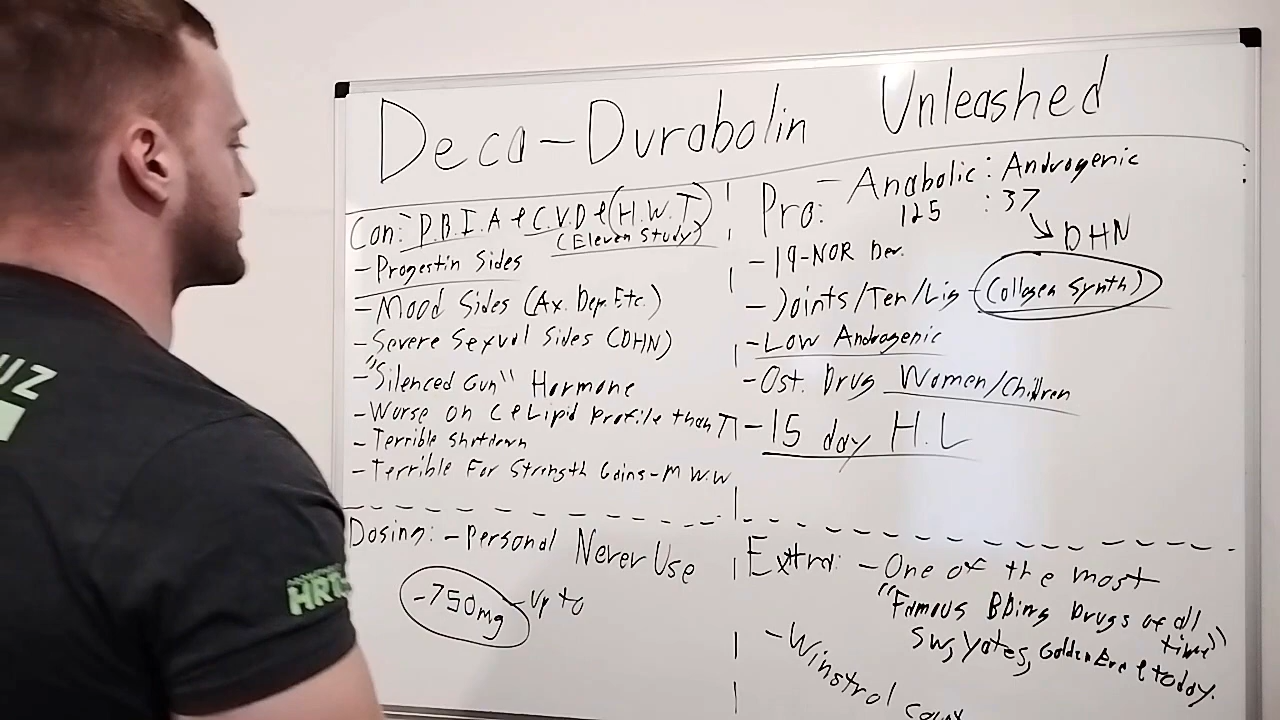 Deca-Durabolin Unleashed
Con: P.B.I.A & C.V.D & (H.W.T)
(Eleven Study)
- Progestin Sides
- Mood Sides (Ax. Dep. Etc.)
- Severe Sexual Sides (DHN)
- "Silenced Gun" Hormone
- Worse on C & Lipid Profile than T
- Terrible Shutdown
- Terrible For Strength Gains - M W.W
Pro: - Anabolic : Androgenic
125 : 37
DHN
- 19-NOR Der.
- Joints/Ten/Lig - (Collagen Synth)
- Low Androgenic
- Ost. Drug Women/Children
- 15 day H.L
Dosing: - Personal Never Use
- 750mg - up to
Extra: - One of the most
"Famous BBing Drugs of all
time"
Golden Era & today.
- Winstrol
UIZ
HRT